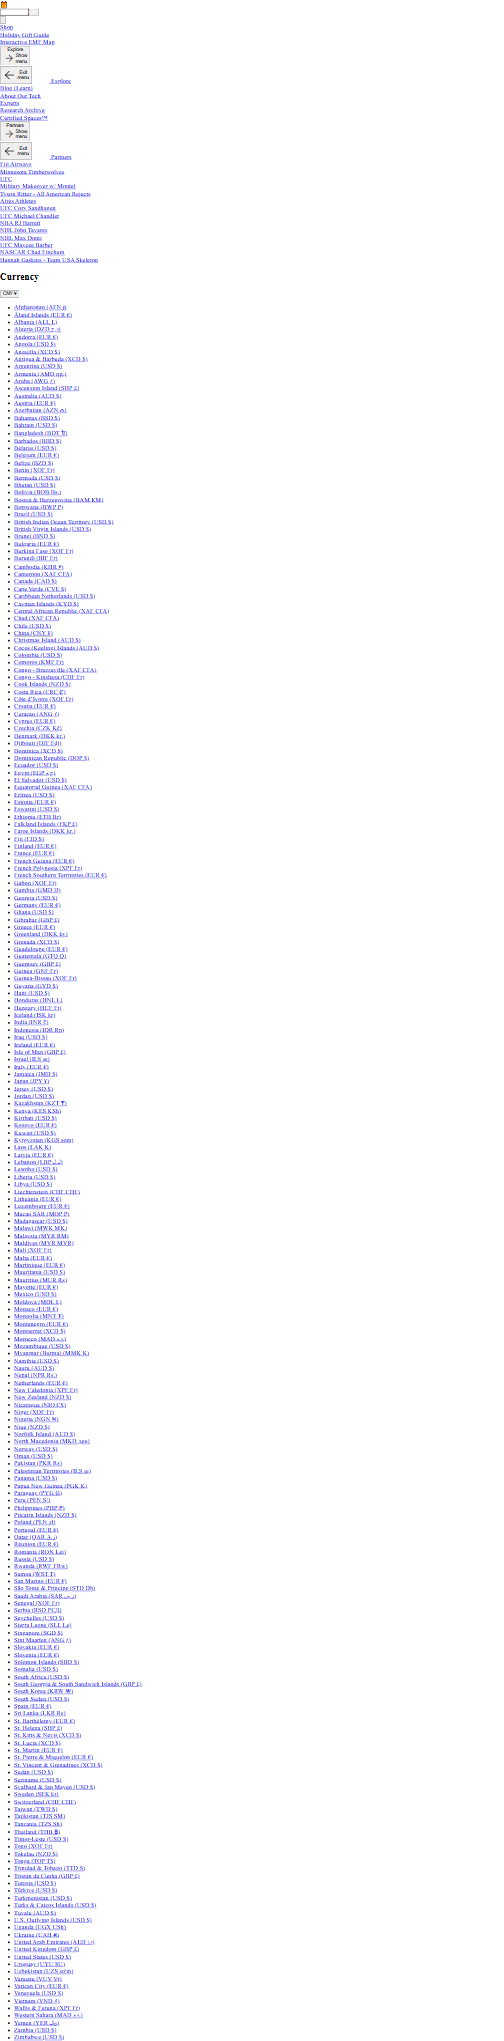 Shop
Holiday Gift Guide
Interactive EMF Map
Explore
Show menu
Exit menu
Explore
Blog (Learn)
About Our Tech
Experts
Research Archive
Certified Spaces™
Partners
Show menu
Exit menu
Partners
Fiji Airways
Minnesota Timberwolves
UFC
Military Makeover w/ Montel
Tyson Ritter - All American Rejects
Aires Athletes
UFC Cory Sandhagen
UFC Michael Chandler
NBA RJ Barrett
NHL John Tavares
NHL Max Domi
UFC Maycee Barber
NASCAR Chad Finchum
Hannah Gaskins - Team USA Skeleton
Currency
CNY ¥
Åland Islands (EUR €)
Albania (ALL L)
Andorra (EUR €)
Angola (USD $)
Anguilla (XCD $)
Antigua & Barbuda (XCD $)
Argentina (USD $)
Armenia (AMD դր.)
Aruba (AWG ƒ)
Ascension Island (SHP £)
Australia (AUD $)
Austria (EUR €)
Azerbaijan (AZN ₼)
Bahamas (BSD $)
Bahrain (USD $)
Bangladesh (BDT ৳)
Barbados (BBD $)
Belarus (USD $)
Belgium (EUR €)
Belize (BZD $)
Benin (XOF Fr)
Bermuda (USD $)
Bhutan (USD $)
Bolivia (BOB Bs.)
Bosnia & Herzegovina (BAM КМ)
Botswana (BWP P)
Brazil (USD $)
British Indian Ocean Territory (USD $)
British Virgin Islands (USD $)
Brunei (BND $)
Bulgaria (EUR €)
Burkina Faso (XOF Fr)
Burundi (BIF Fr)
Cambodia (KHR ៛)
Cameroon (XAF CFA)
Canada (CAD $)
Cape Verde (CVE $)
Caribbean Netherlands (USD $)
Cayman Islands (KYD $)
Central African Republic (XAF CFA)
Chad (XAF CFA)
Chile (USD $)
China (CNY ¥)
Christmas Island (AUD $)
Cocos (Keeling) Islands (AUD $)
Colombia (USD $)
Comoros (KMF Fr)
Congo - Brazzaville (XAF CFA)
Congo - Kinshasa (CDF Fr)
Cook Islands (NZD $)
Costa Rica (CRC ₡)
Côte d'Ivoire (XOF Fr)
Croatia (EUR €)
Curaçao (ANG ƒ)
Cyprus (EUR €)
Czechia (CZK Kč)
Denmark (DKK kr.)
Djibouti (DJF Fdj)
Dominica (XCD $)
Dominican Republic (DOP $)
Ecuador (USD $)
Egypt (EGP ج.م)
El Salvador (USD $)
Equatorial Guinea (XAF CFA)
Eritrea (USD $)
Estonia (EUR €)
Eswatini (USD $)
Ethiopia (ETB Br)
Falkland Islands (FKP £)
Faroe Islands (DKK kr.)
Fiji (FJD $)
Finland (EUR €)
France (EUR €)
French Guiana (EUR €)
French Polynesia (XPF Fr)
French Southern Territories (EUR €)
Gabon (XOF Fr)
Gambia (GMD D)
Georgia (USD $)
Germany (EUR €)
Ghana (USD $)
Gibraltar (GBP £)
Greece (EUR €)
Greenland (DKK kr.)
Grenada (XCD $)
Guadeloupe (EUR €)
Guatemala (GTQ Q)
Guernsey (GBP £)
Guinea (GNF Fr)
Guinea-Bissau (XOF Fr)
Guyana (GYD $)
Haiti (USD $)
Honduras (HNL L)
Hungary (HUF Ft)
Iceland (ISK kr)
India (INR ₹)
Indonesia (IDR Rp)
Iraq (USD $)
Ireland (EUR €)
Isle of Man (GBP £)
Israel (ILS ₪)
Italy (EUR €)
Jamaica (JMD $)
Japan (JPY ¥)
Jersey (USD $)
Jordan (USD $)
Kazakhstan (KZT ₸)
Kenya (KES KSh)
Kiribati (USD $)
Kosovo (EUR €)
Kuwait (USD $)
Kyrgyzstan (KGS som)
Laos (LAK ₭)
Latvia (EUR €)
Lebanon (LBP ل.ل)
Lesotho (USD $)
Liberia (USD $)
Libya (USD $)
Liechtenstein (CHF CHF)
Lithuania (EUR €)
Luxembourg (EUR €)
Macao SAR (MOP P)
Madagascar (USD $)
Malawi (MWK MK)
Malaysia (MYR RM)
Maldives (MVR MVR)
Mali (XOF Fr)
Malta (EUR €)
Martinique (EUR €)
Mauritania (USD $)
Mauritius (MUR ₨)
Mayotte (EUR €)
Mexico (USD $)
Moldova (MDL L)
Monaco (EUR €)
Mongolia (MNT ₮)
Montenegro (EUR €)
Montserrat (XCD $)
Morocco (MAD د.م.)
Mozambique (USD $)
Myanmar (Burma) (MMK K)
Namibia (USD $)
Nauru (AUD $)
Nepal (NPR Rs.)
Netherlands (EUR €)
New Caledonia (XPF Fr)
New Zealand (NZD $)
Nicaragua (NIO C$)
Niger (XOF Fr)
Nigeria (NGN ₦)
Niue (NZD $)
Norfolk Island (AUD $)
North Macedonia (MKD ден)
Norway (USD $)
Oman (USD $)
Pakistan (PKR ₨)
Palestinian Territories (ILS ₪)
Panama (USD $)
Papua New Guinea (PGK K)
Paraguay (PYG ₲)
Peru (PEN S/)
Philippines (PHP ₱)
Pitcairn Islands (NZD $)
Poland (PLN zł)
Portugal (EUR €)
Qatar (QAR ر.ق)
Réunion (EUR €)
Romania (RON Lei)
Russia (USD $)
Rwanda (RWF FRw)
Samoa (WST T)
San Marino (EUR €)
São Tomé & Príncipe (STD Db)
Saudi Arabia (SAR ر.س)
Senegal (XOF Fr)
Serbia (RSD РСД)
Seychelles (USD $)
Sierra Leone (SLL Le)
Singapore (SGD $)
Sint Maarten (ANG ƒ)
Slovakia (EUR €)
Slovenia (EUR €)
Solomon Islands (SBD $)
Somalia (USD $)
South Africa (USD $)
South Georgia & South Sandwich Islands (GBP £)
South Korea (KRW ₩)
South Sudan (USD $)
Spain (EUR €)
Sri Lanka (LKR ₨)
St. Barthélemy (EUR €)
St. Helena (SHP £)
St. Kitts & Nevis (XCD $)
St. Lucia (XCD $)
St. Martin (EUR €)
St. Pierre & Miquelon (EUR €)
St. Vincent & Grenadines (XCD $)
Sudan (USD $)
Suriname (USD $)
Svalbard & Jan Mayen (USD $)
Sweden (SEK kr)
Switzerland (CHF CHF)
Taiwan (TWD $)
Tajikistan (TJS ЅМ)
Tanzania (TZS Sh)
Thailand (THB ฿)
Timor-Leste (USD $)
Togo (XOF Fr)
Tokelau (NZD $)
Tonga (TOP T$)
Trinidad & Tobago (TTD $)
Tristan da Cunha (GBP £)
Tunisia (USD $)
Türkiye (USD $)
Turkmenistan (USD $)
Turks & Caicos Islands (USD $)
Tuvalu (AUD $)
U.S. Outlying Islands (USD $)
Uganda (UGX USh)
Ukraine (UAH ₴)
United Arab Emirates (AED د.إ)
United Kingdom (GBP £)
United States (USD $)
Uruguay (UYU $U)
Uzbekistan (UZS so'm)
Vanuatu (VUV Vt)
Vatican City (EUR €)
Venezuela (USD $)
Vietnam (VND ₫)
Wallis & Futuna (XPF Fr)
Western Sahara (MAD د.م.)
Yemen (YER ﷼)
Zambia (USD $)
Zimbabwe (USD $)